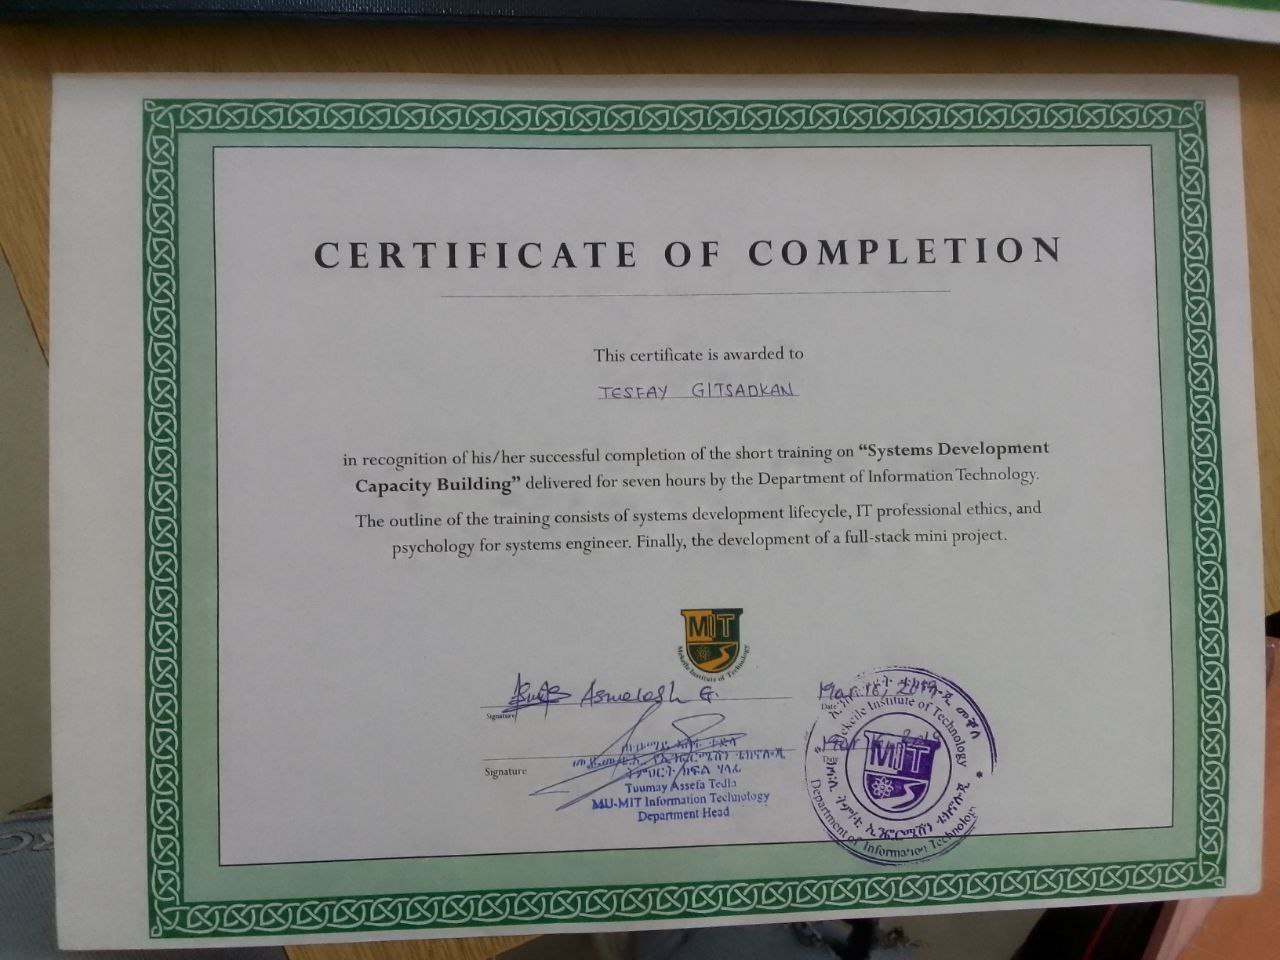 CERTIFICATE OF COMPLETION
This certificate is awarded to
TESFAY GITSADKAN
in recognition of his/her successful completion of the short training on “Systems Development
Capacity Building” delivered for seven hours by the Department of Information Technology.
The outline of the training consists of systems development lifecycle, IT professional ethics, and
psychology for systems engineer. Finally, the development of a full-stack mini project.
MIT
Mekelle Institute of Technology
Asmelash G.
Signature
Date
Mar 16, 2019
Date
Signature
ትምህርት ክፍል ሃላፊ
Tuumay Assefa Tedla
MU-MIT Information Technology
Department Head
Mekelle Institute of Technology
MIT
Department of Information Technology